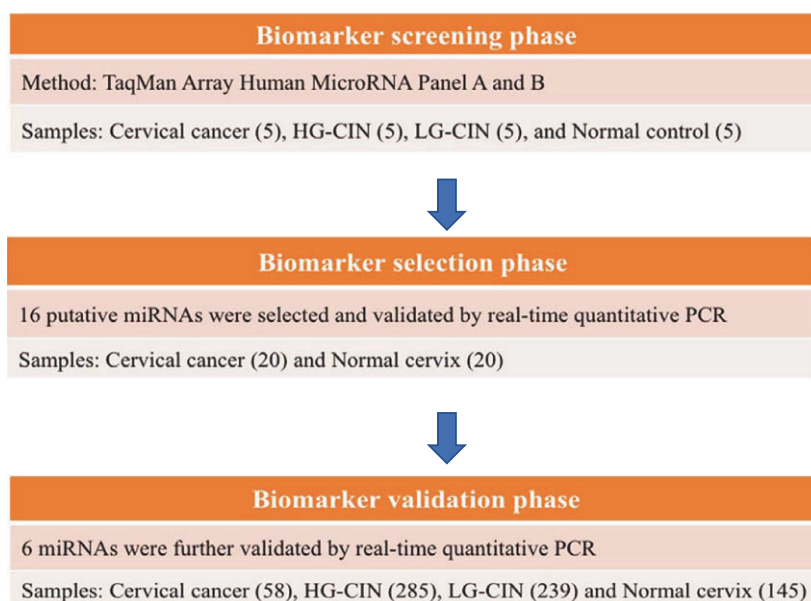 Biomarker screening phase
Method: TaqMan Array Human MicroRNA Panel A and B
Samples: Cervical cancer (5), HG-CIN (5), LG-CIN (5), and Normal control (5)
Biomarker selection phase
16 putative miRNAs were selected and validated by real-time quantitative PCR
Samples: Cervical cancer (20) and Normal cervix (20)
Biomarker validation phase
6 miRNAs were further validated by real-time quantitative PCR
Samples: Cervical cancer (58), HG-CIN (285), LG-CIN (239) and Normal cervix (145)